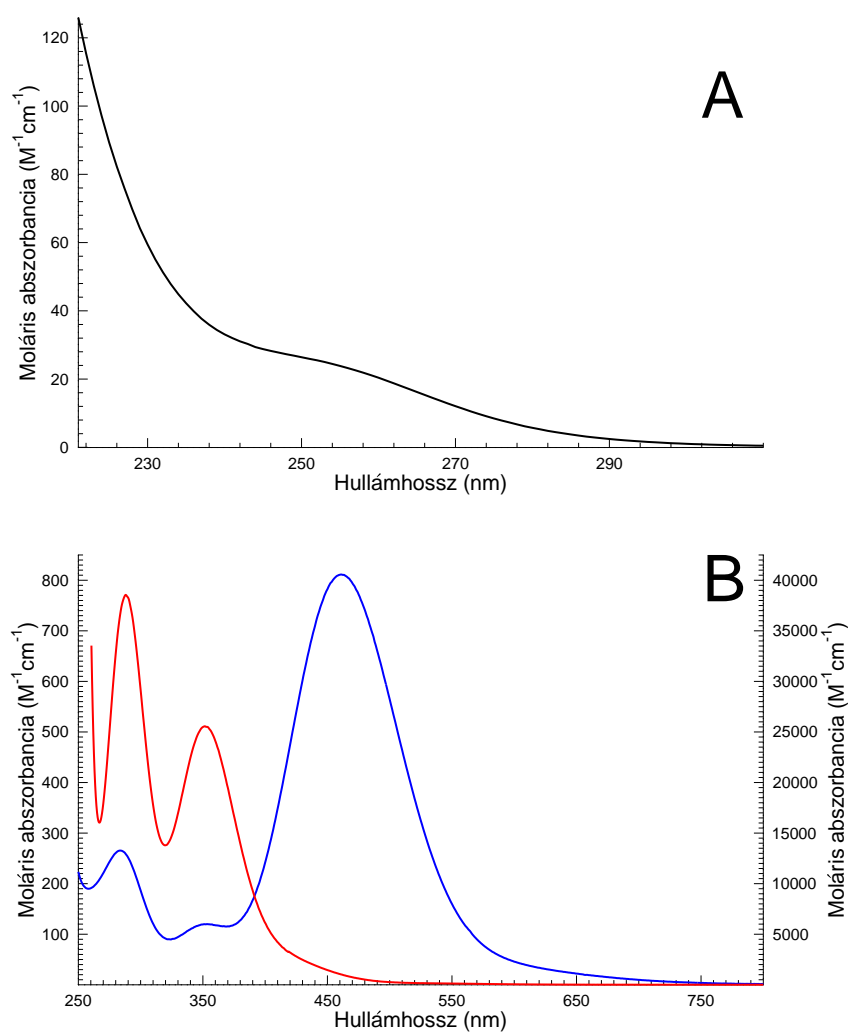 A
Moláris abszorbancia (M⁻¹cm⁻¹)
120
100
80
60
40
20
0
230 250 270 290
Hullámhossz (nm)
B
Moláris abszorbancia (M⁻¹cm⁻¹)
800
700
600
500
400
300
200
100
40000
35000
30000
25000
20000
15000
10000
5000
Moláris abszorbancia (M⁻¹cm⁻¹)
250 350 450 550 650 750
Hullámhossz (nm)